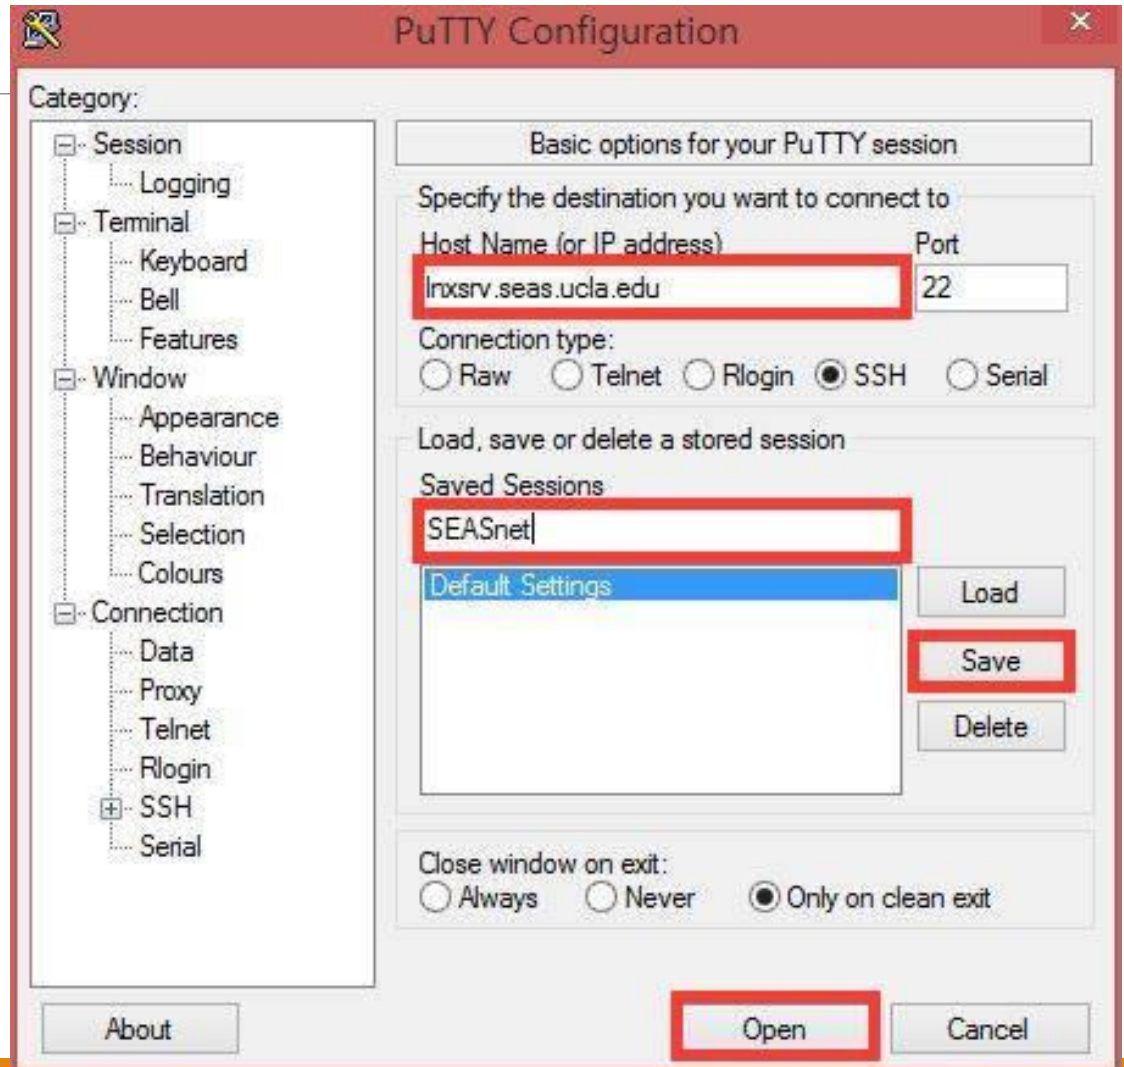 PuTTY Configuration
Category:
Session
Logging
Terminal
Keyboard
Bell
Features
Window
Appearance
Behaviour
Translation
Selection
Colours
Connection
Data
Proxy
Telnet
Rlogin
SSH
Serial
Basic options for your PuTTY session
Specify the destination you want to connect to
Host Name (or IP address) Port
lnxsrv.seas.ucla.edu 22
Connection type:
Raw Telnet Rlogin SSH Serial
Load, save or delete a stored session
Saved Sessions
SEASnet
Default Settings
Load
Save
Delete
Close window on exit:
Always Never Only on clean exit
About Open Cancel